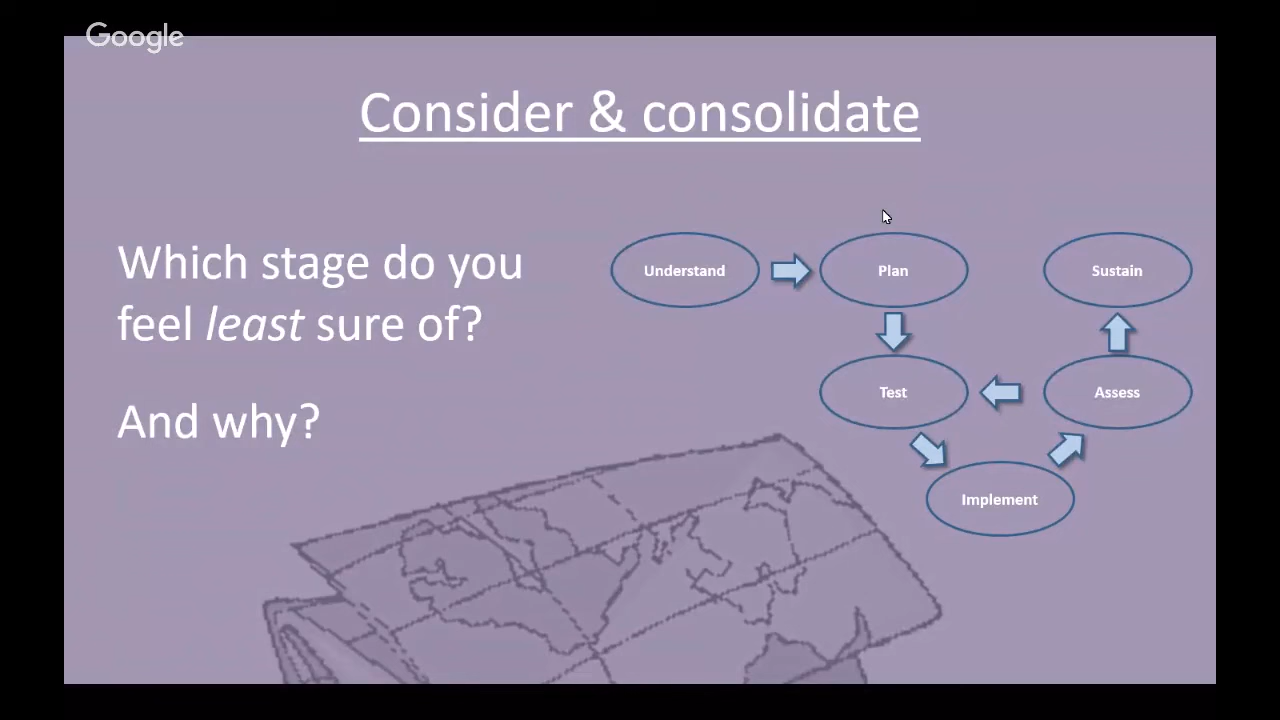 Google
Consider & consolidate
Which stage do you
feel least sure of?
And why?
Understand
Plan
Sustain
Test
Assess
Implement